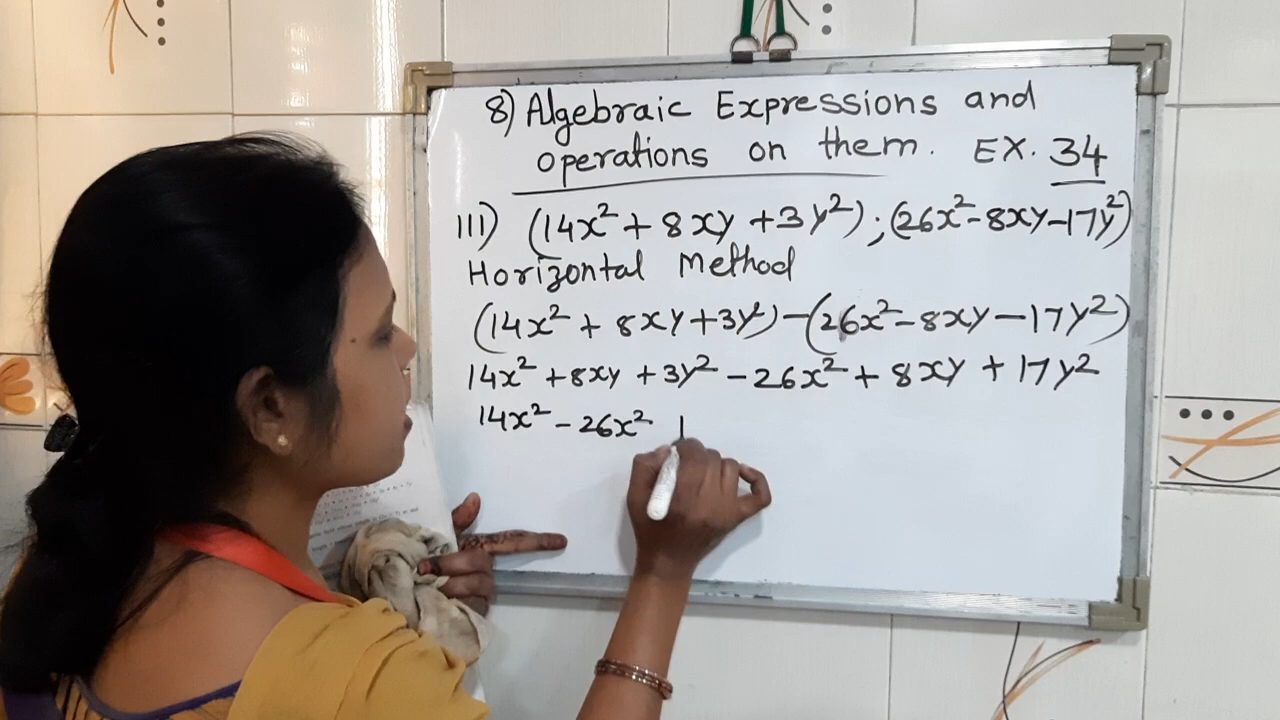 8) Algebraic Expressions and
operations on them. EX. 34
111) (14x² + 8xy + 3y²) ; (26x² - 8xy - 17y²)
Horizontal Method
(14x² + 8xy + 3y²) - (26x² - 8xy - 17y²)
14x² + 8xy + 3y² - 26x² + 8xy + 17y²
14x² - 26x²